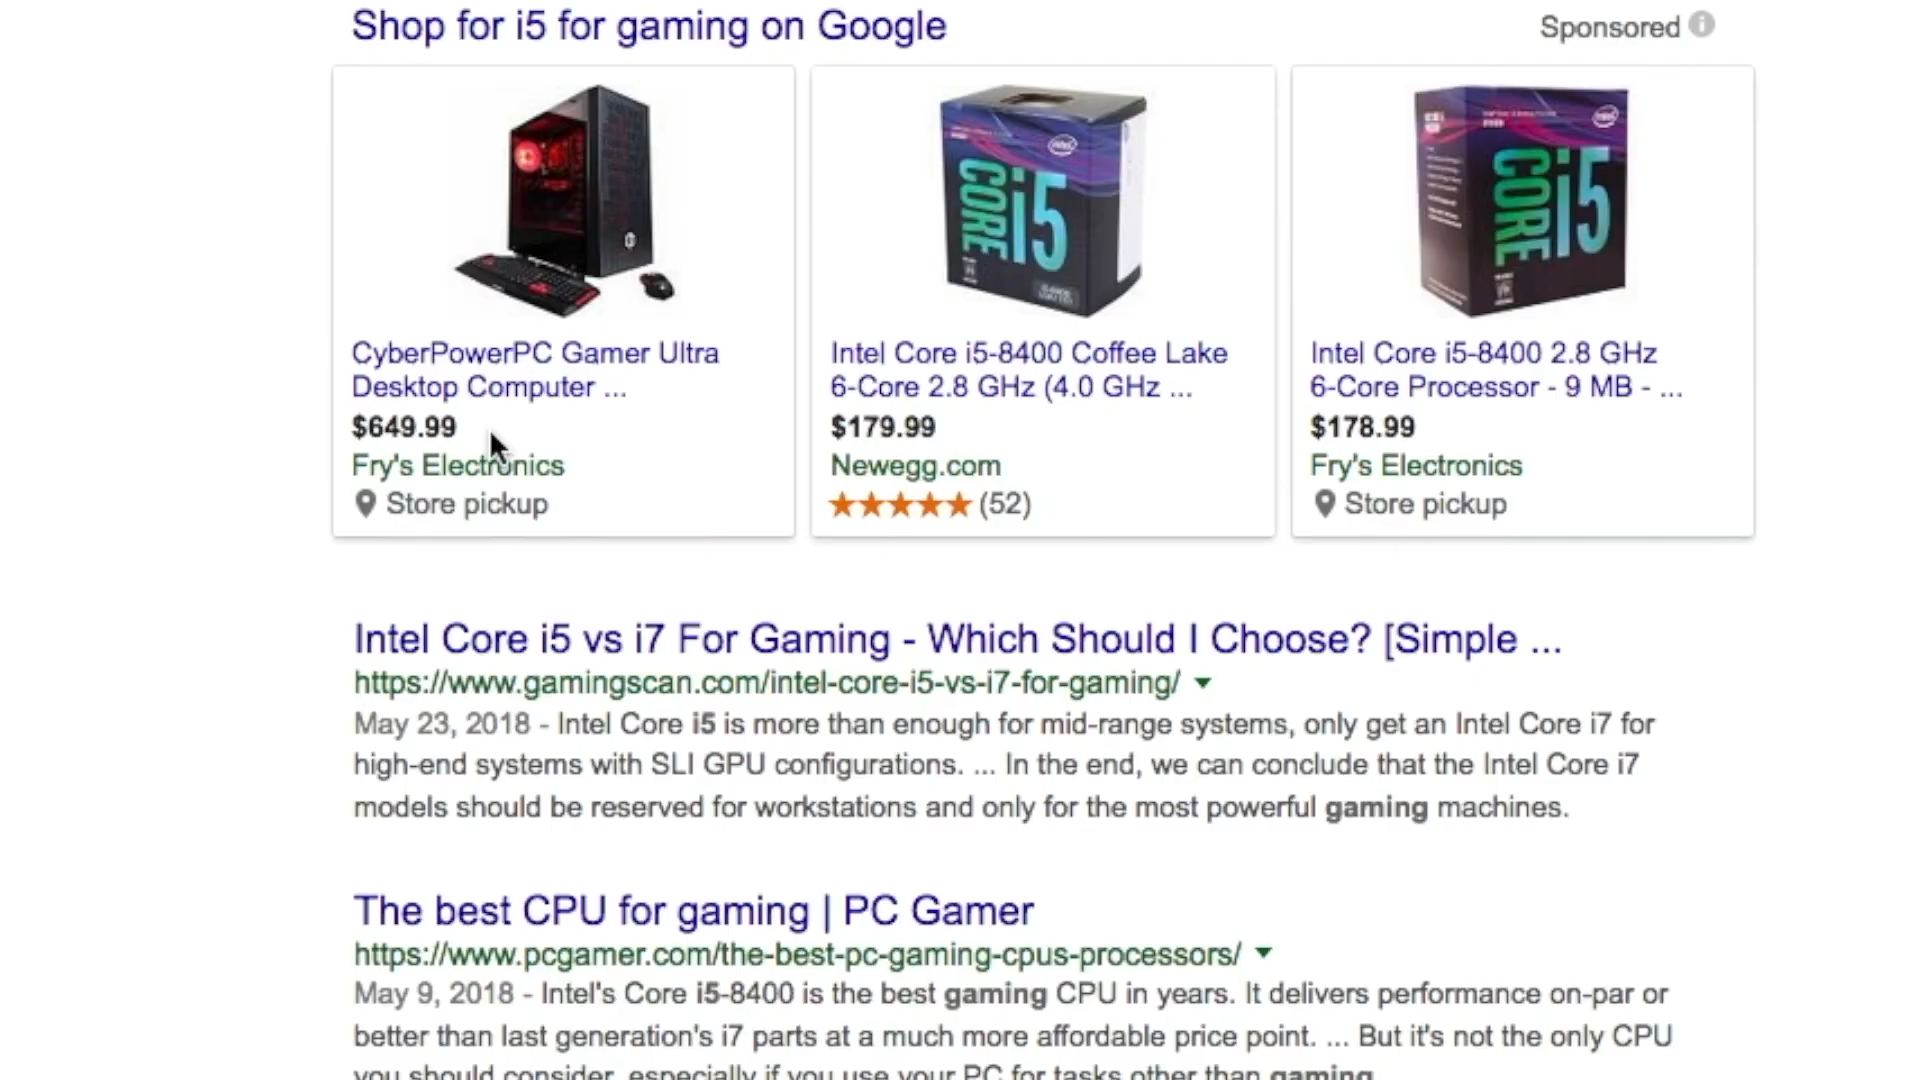 Shop for i5 for gaming on Google
Sponsored
intel
CORE i5
intel
CORE i5
CyberPowerPC Gamer Ultra
Desktop Computer ...
$649.99
Fry's Electronics
Store pickup
Intel Core i5-8400 Coffee Lake
6-Core 2.8 GHz (4.0 GHz ...
$179.99
Newegg.com
(52)
Intel Core i5-8400 2.8 GHz
6-Core Processor - 9 MB - ...
$178.99
Fry's Electronics
Store pickup
Intel Core i5 vs i7 For Gaming - Which Should I Choose? [Simple ...
https://www.gamingscan.com/intel-core-i5-vs-i7-for-gaming/
May 23, 2018 - Intel Core i5 is more than enough for mid-range systems, only get an Intel Core i7 for
high-end systems with SLI GPU configurations. ... In the end, we can conclude that the Intel Core i7
models should be reserved for workstations and only for the most powerful gaming machines.
The best CPU for gaming | PC Gamer
https://www.pcgamer.com/the-best-pc-gaming-cpus-processors/
May 9, 2018 - Intel's Core i5-8400 is the best gaming CPU in years. It delivers performance on-par or
better than last generation's i7 parts at a much more affordable price point. ... But it's not the only CPU
you should consider, especially if you use your PC for tasks other than gaming.